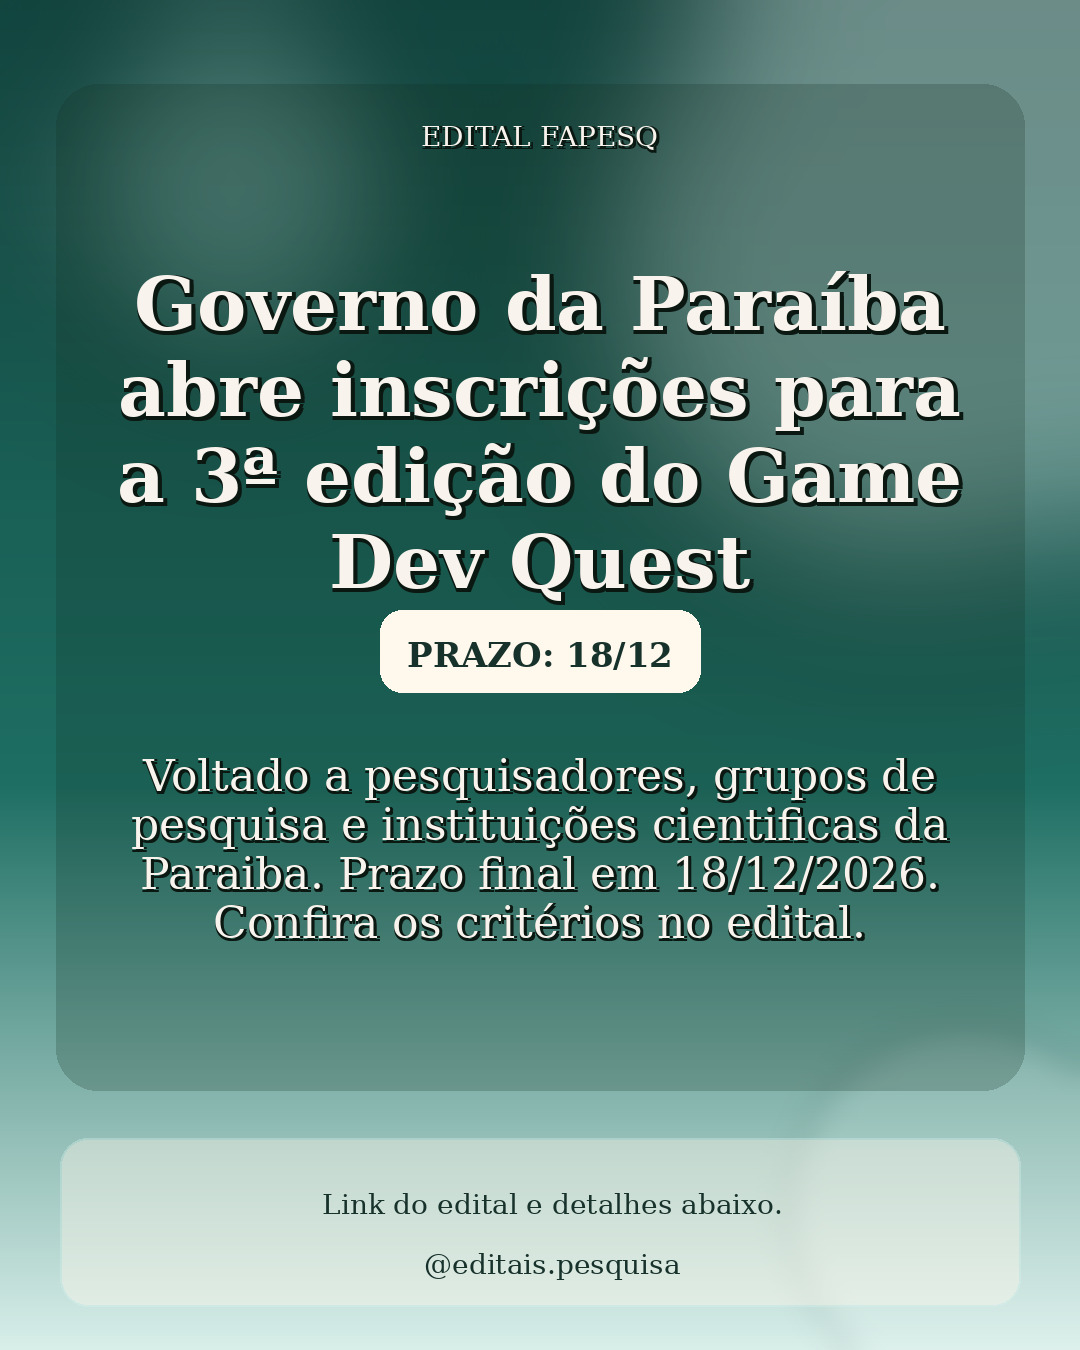 EDITAL FAPESQ
Governo da Paraíba
abre inscrições para
a 3ª edição do Game
Dev Quest
PRAZO: 18/12
Voltado a pesquisadores, grupos de
pesquisa e instituições cientificas da
Paraiba. Prazo final em 18/12/2026.
Confira os critérios no edital.
Link do edital e detalhes abaixo.
@editais.pesquisa